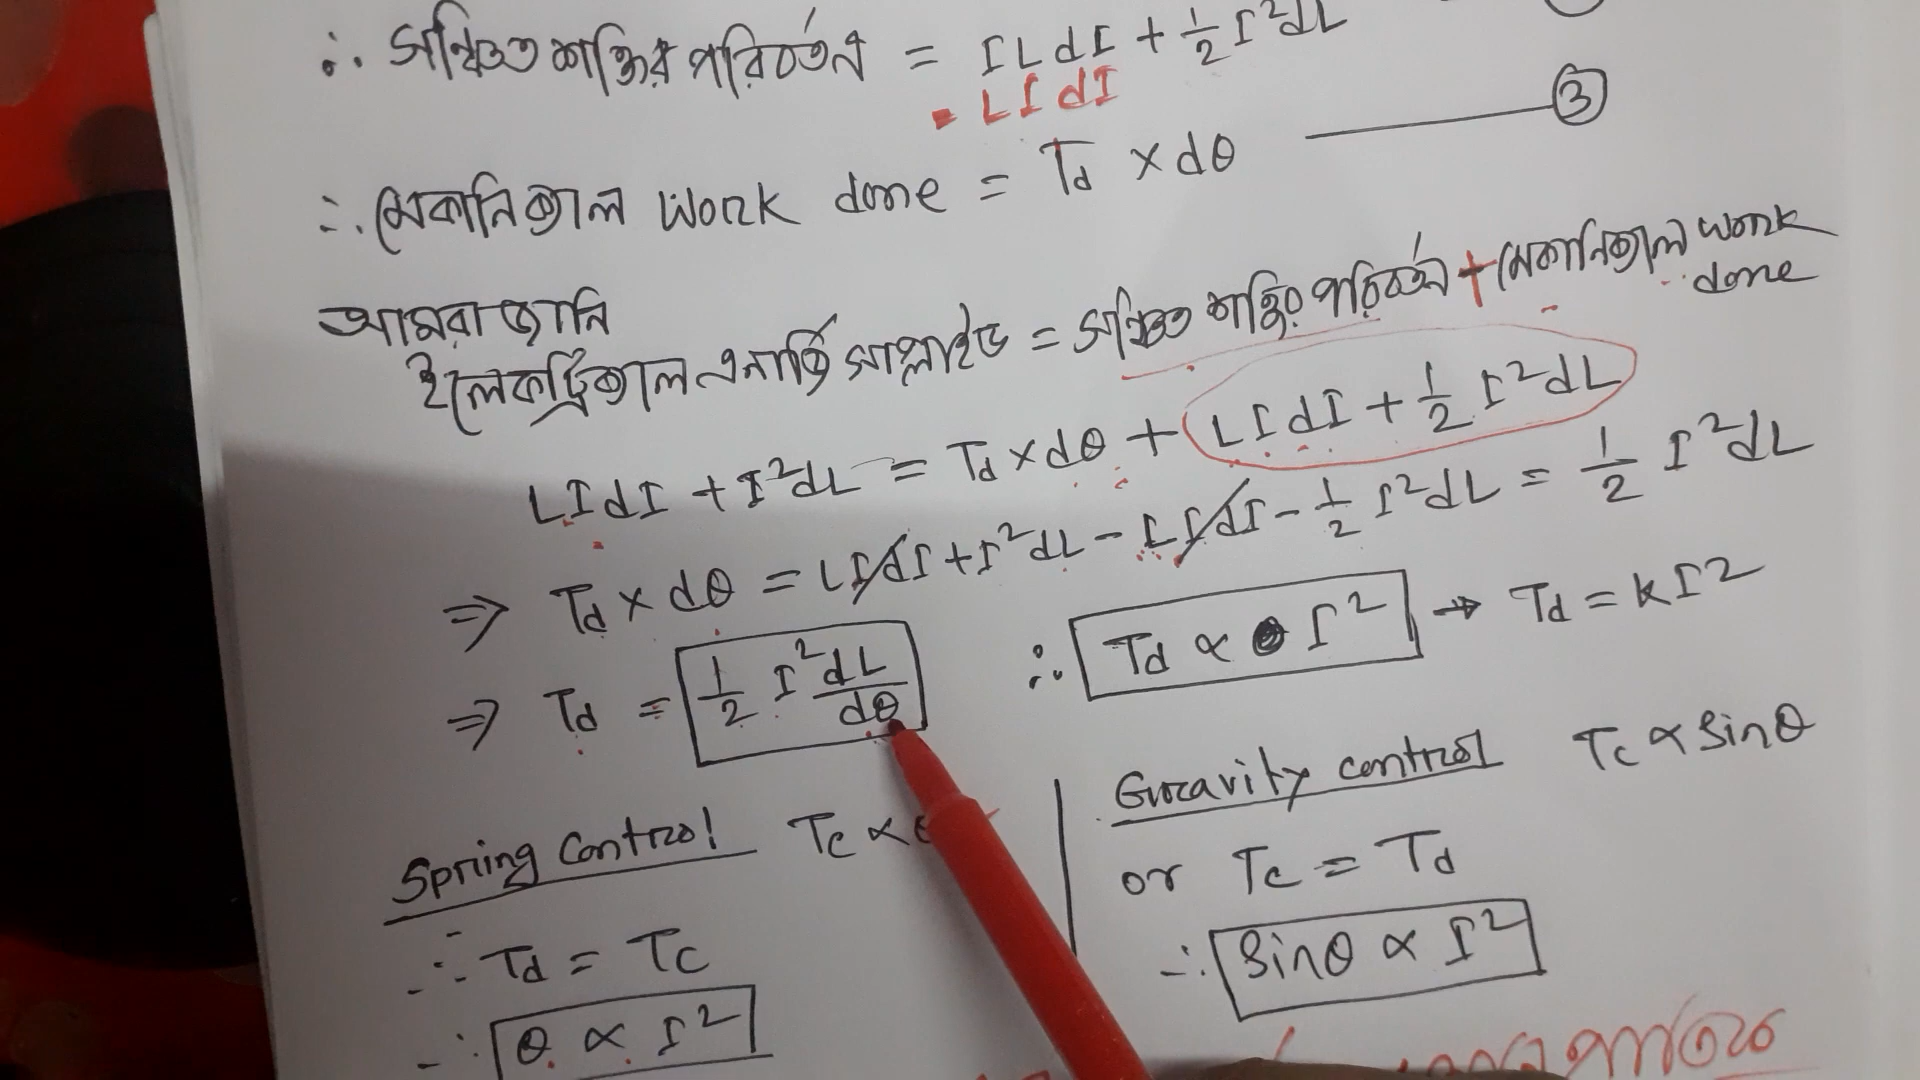 ∴ সঞ্চিত শক্তির পরিবর্তন = ILdI + ½ I²dL
= LIdI
∴ মেকানিক্যাল Work done = Td × dθ ——— ③
আমরা জানি
ইলেকট্রিক্যাল এনার্জি সাপ্লাইড = সঞ্চিত শক্তির পরিবর্তন + মেকানিক্যাল work done
LIdI + I²dL = Td × dθ + LIdI + ½ I²dL
⇒ Td × dθ = LIdI + I²dL - LIdI - ½ I²dL = ½ I²dL
⇒ Td = ½ I² dL/dθ
∴ Td ∝ I² → Td = kI²
Spring Control Tc ∝
∴ Td = Tc
∴ θ ∝ I²
Gravity control Tc ∝ Sinθ
or Tc = Td
∴ Sinθ ∝ I²